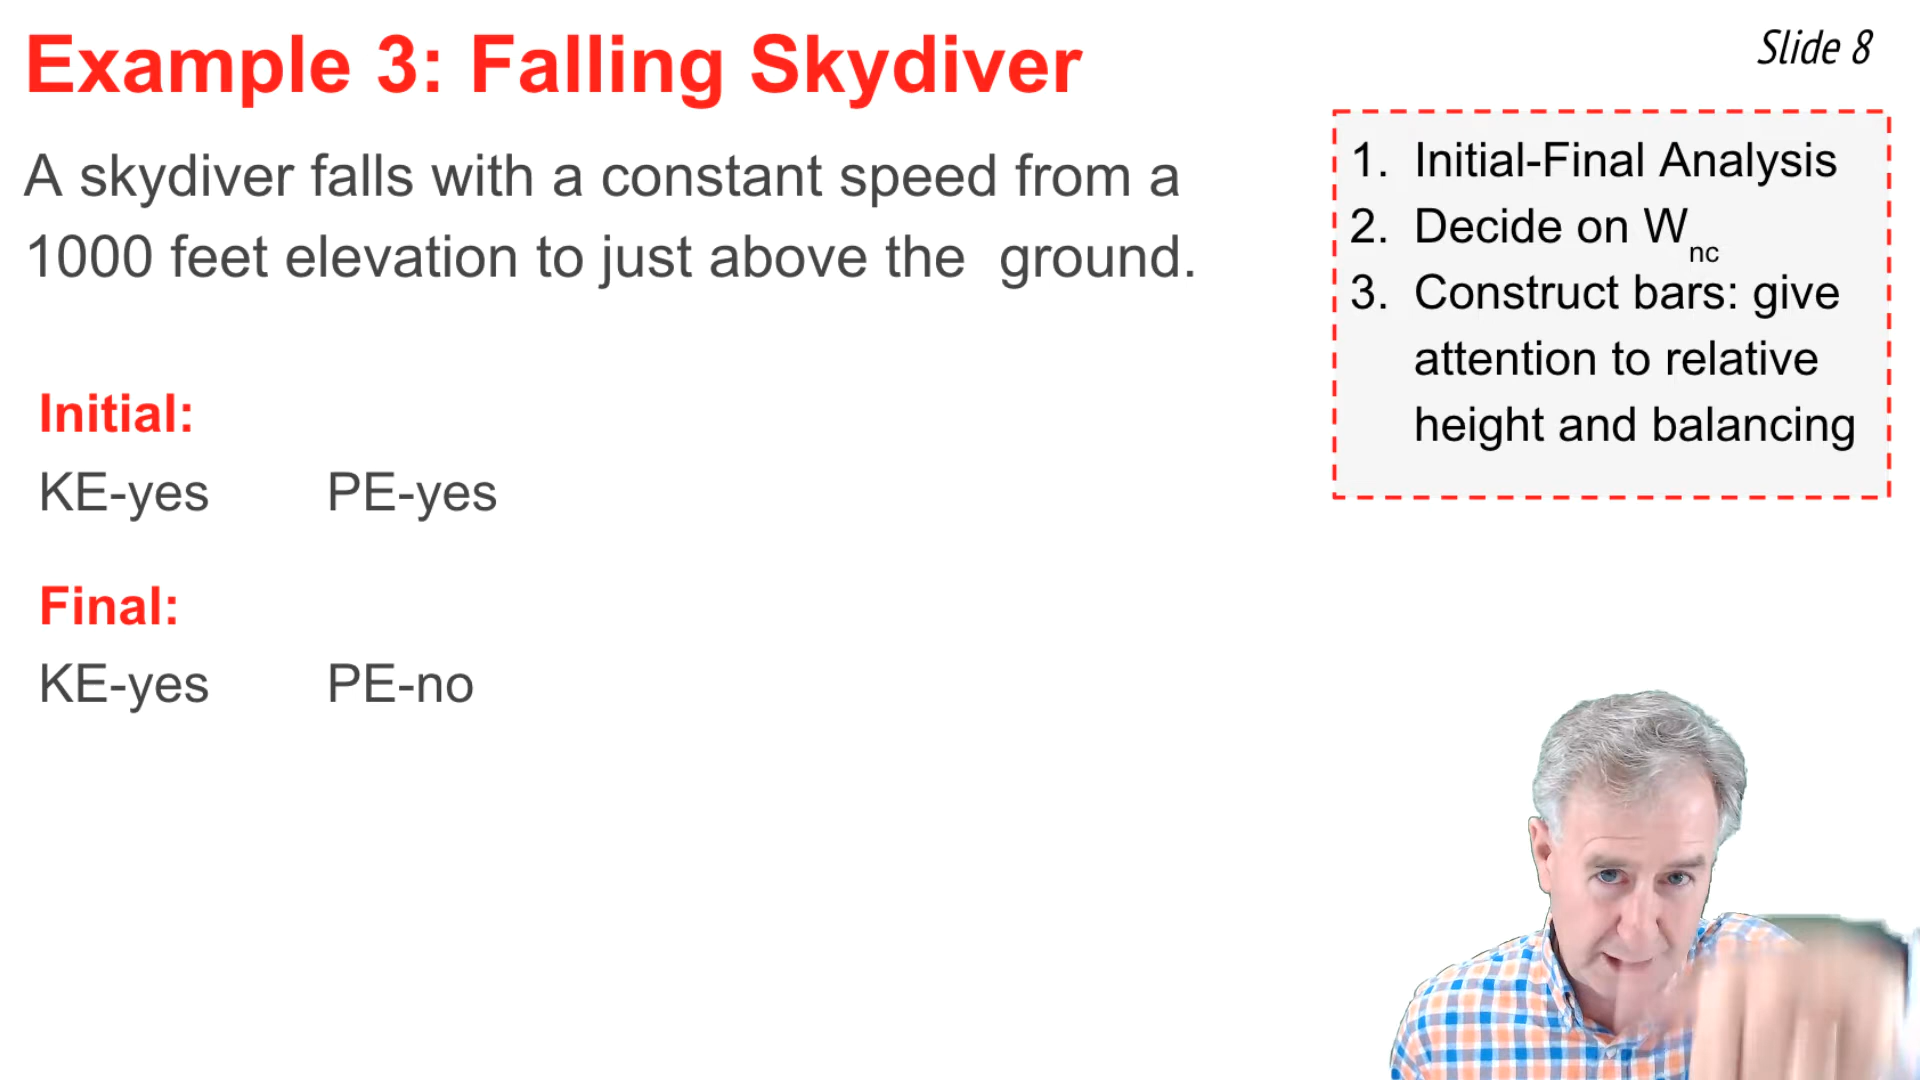 Example 3: Falling Skydiver
Slide 8
A skydiver falls with a constant speed from a
1000 feet elevation to just above the ground.
1. Initial-Final Analysis
2. Decide on Wnc
3. Construct bars: give
attention to relative
height and balancing
Initial:
KE-yes PE-yes
Final:
KE-yes PE-no